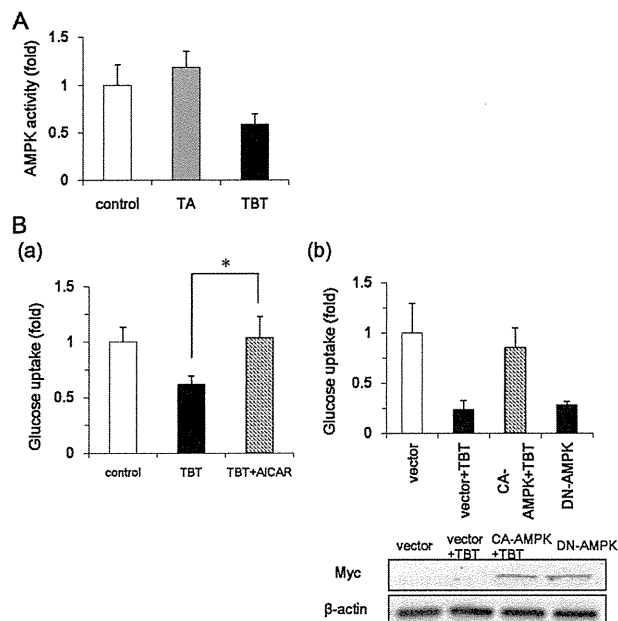 A
AMPK activity (fold)
1.5
1
0.5
0
control TA TBT
B
(a)
Glucose uptake (fold)
1.5
1
0.5
0
*
control TBT TBT+AICAR
(b)
Glucose uptake (fold)
1.5
1
0.5
0
vector
vector+TBT
CA-
AMPK+TBT
DN-AMPK
vector vector CA-AMPK DN-AMPK
+TBT +TBT
Myc
β-actin